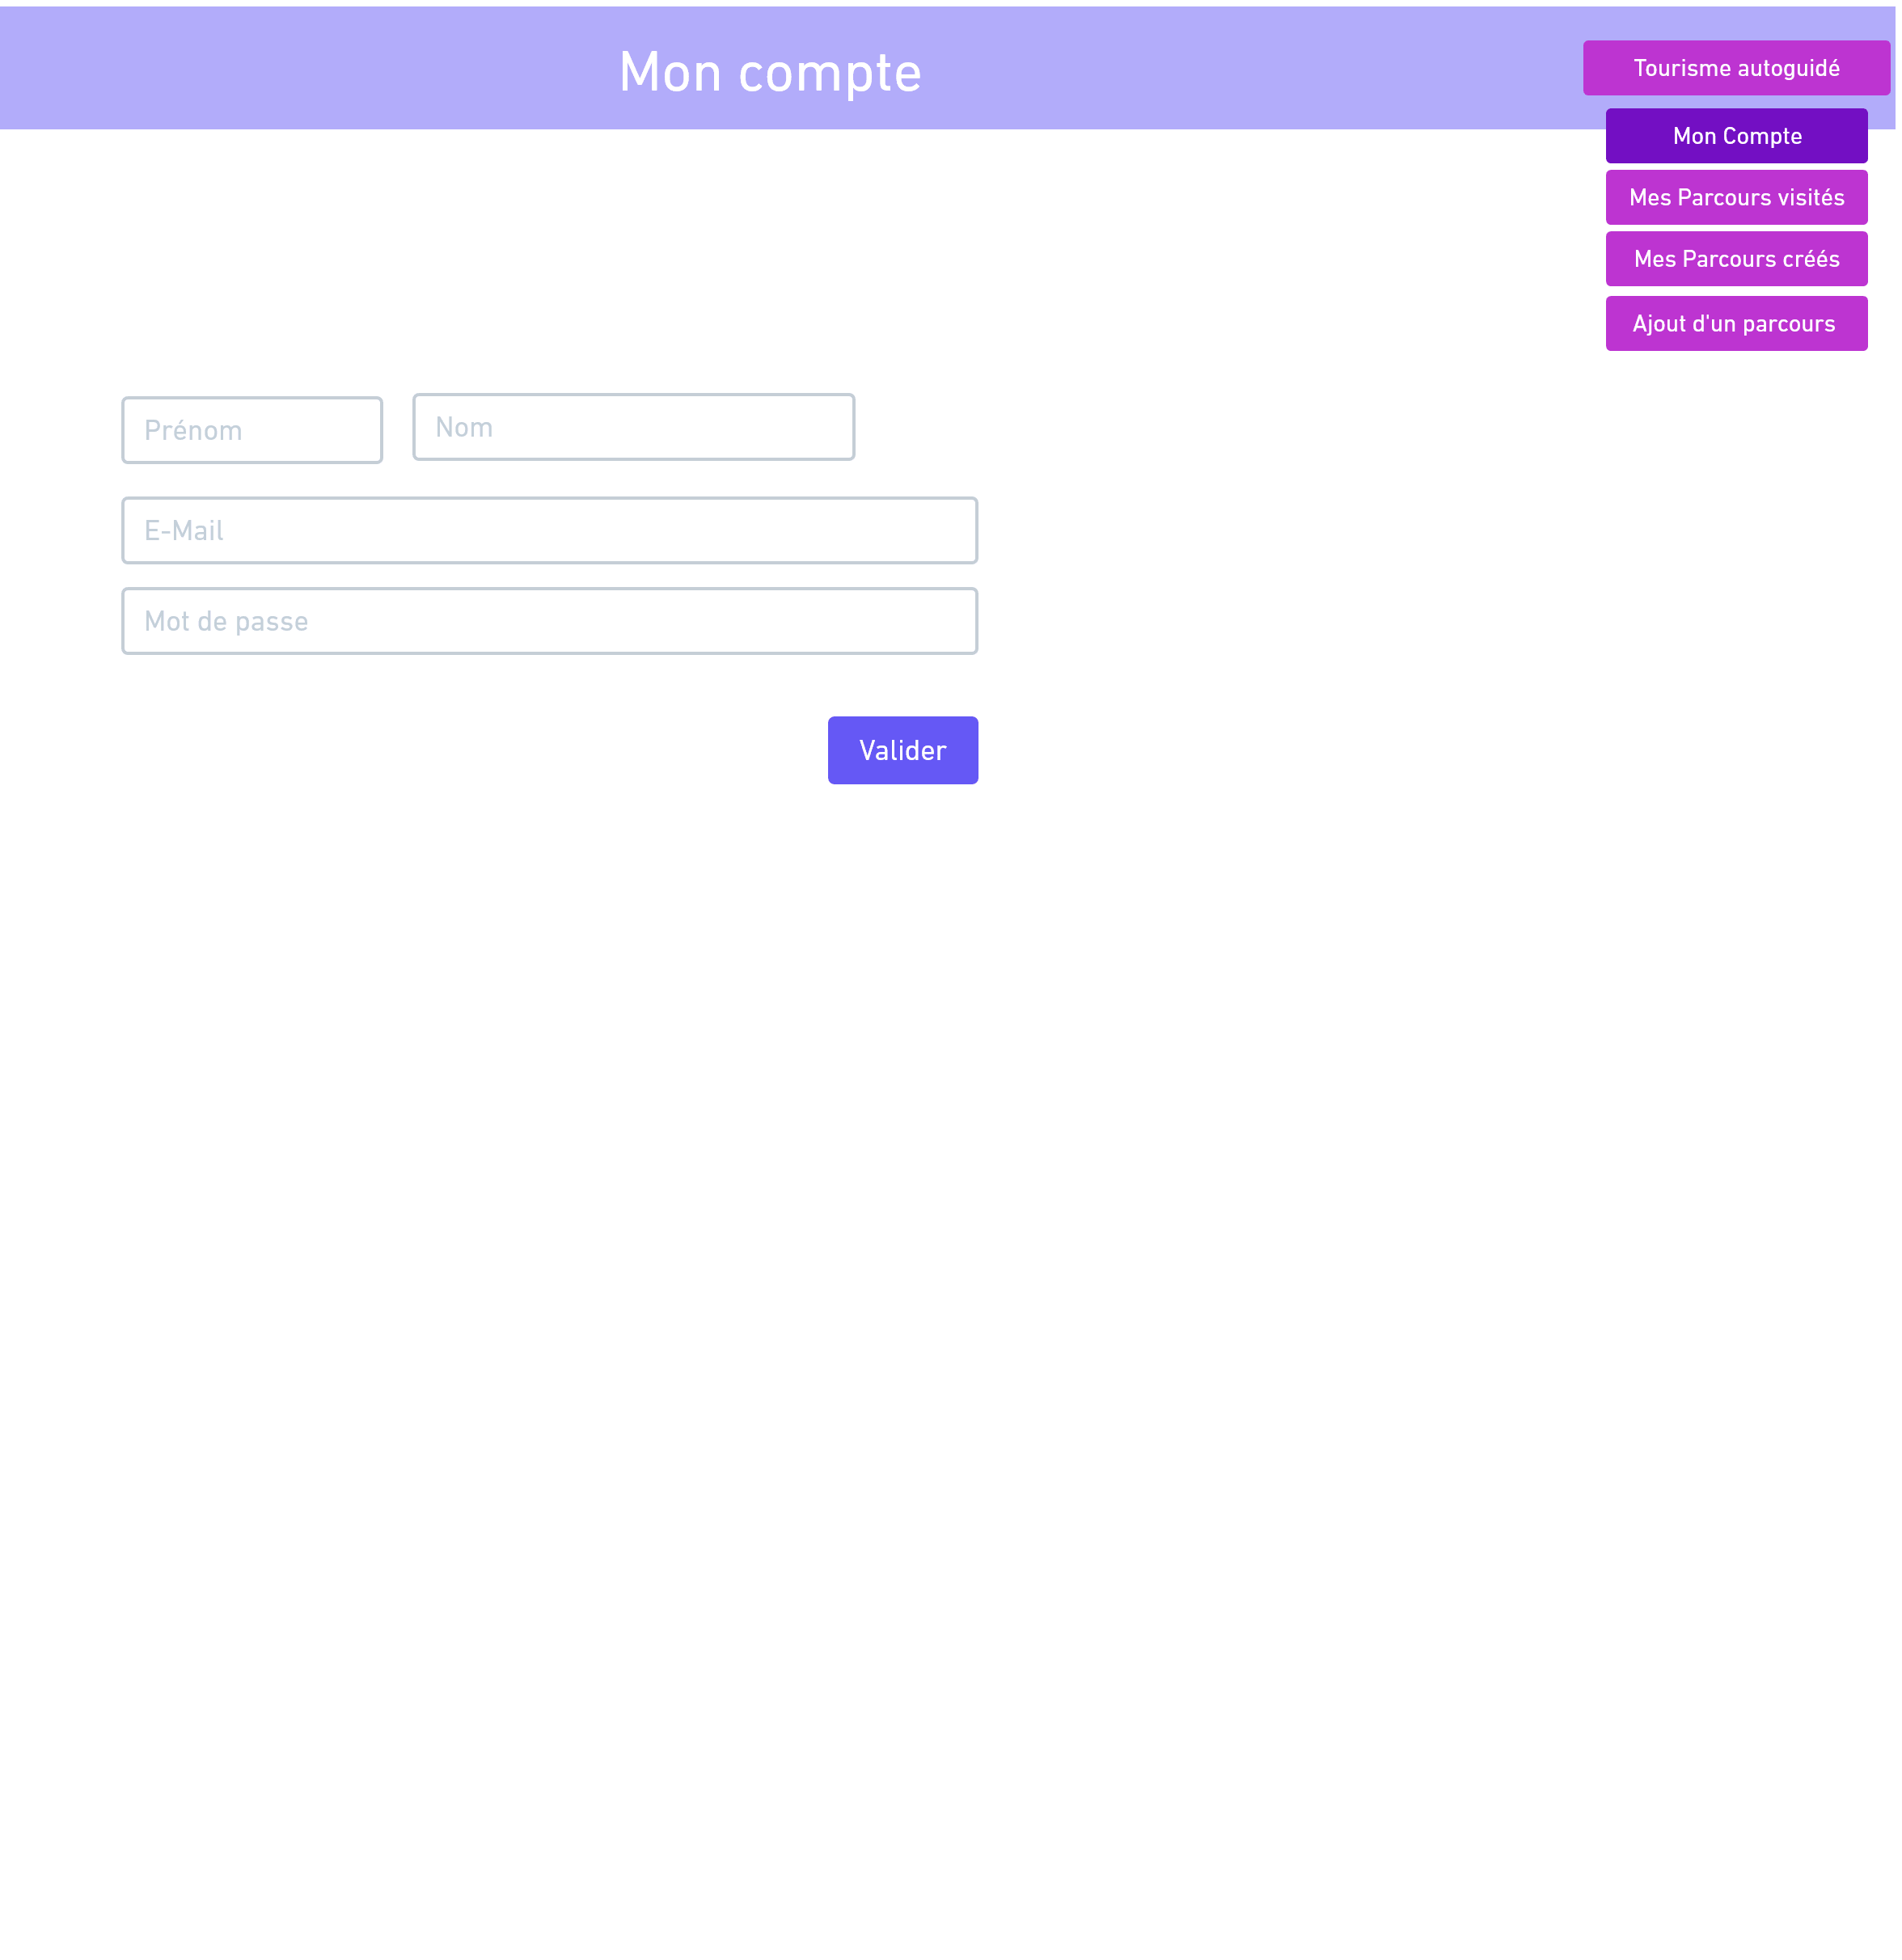 Mon compte
Tourisme autoguidé
Mon Compte
Mes Parcours visités
Mes Parcours créés
Ajout d'un parcours
Prénom
Nom
E-Mail
Mot de passe
Valider